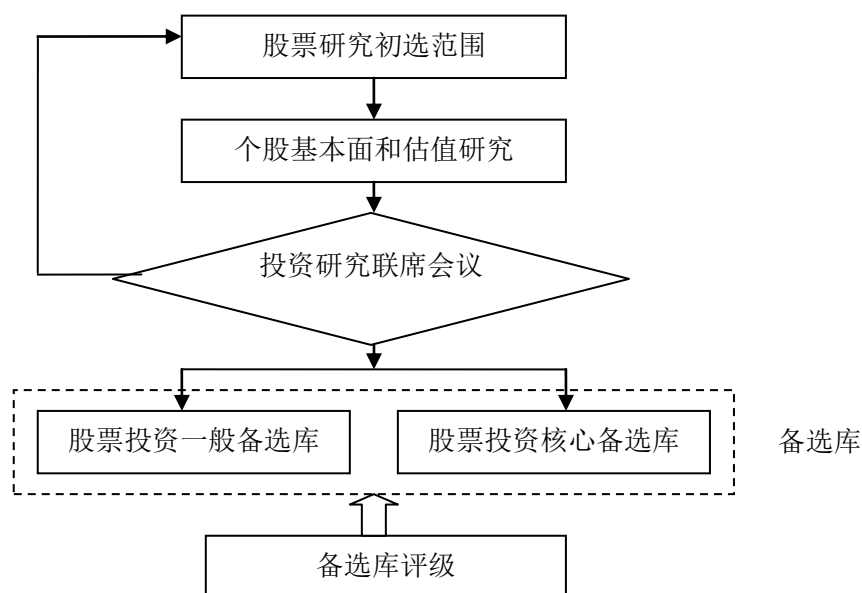 股票研究初选范围
个股基本面和估值研究
投资研究联席会议
股票投资一般备选库
股票投资核心备选库
备选库
备选库评级